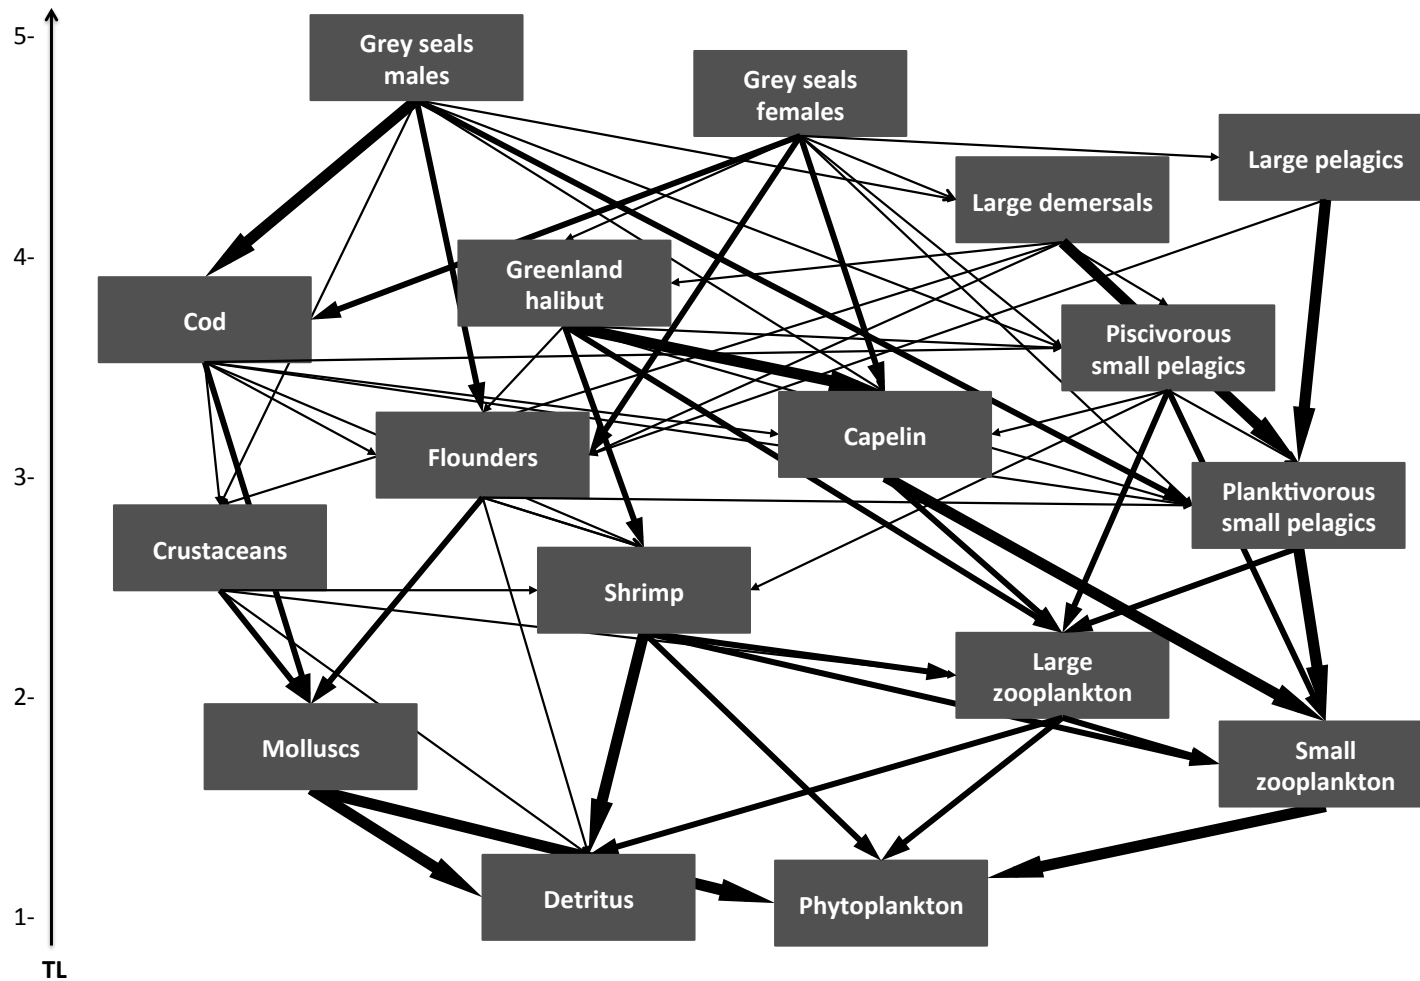 5-
Grey seals
males
Grey seals
females
Large pelagics
Large demersals
4-
Greenland
halibut
Cod
Piscivorous
small pelagics
Capelin
Flounders
3-
Planktivorous
small pelagics
Crustaceans
Shrimp
Large
zooplankton
2-
Molluscs
Small
zooplankton
Detritus
Phytoplankton
1-
TL